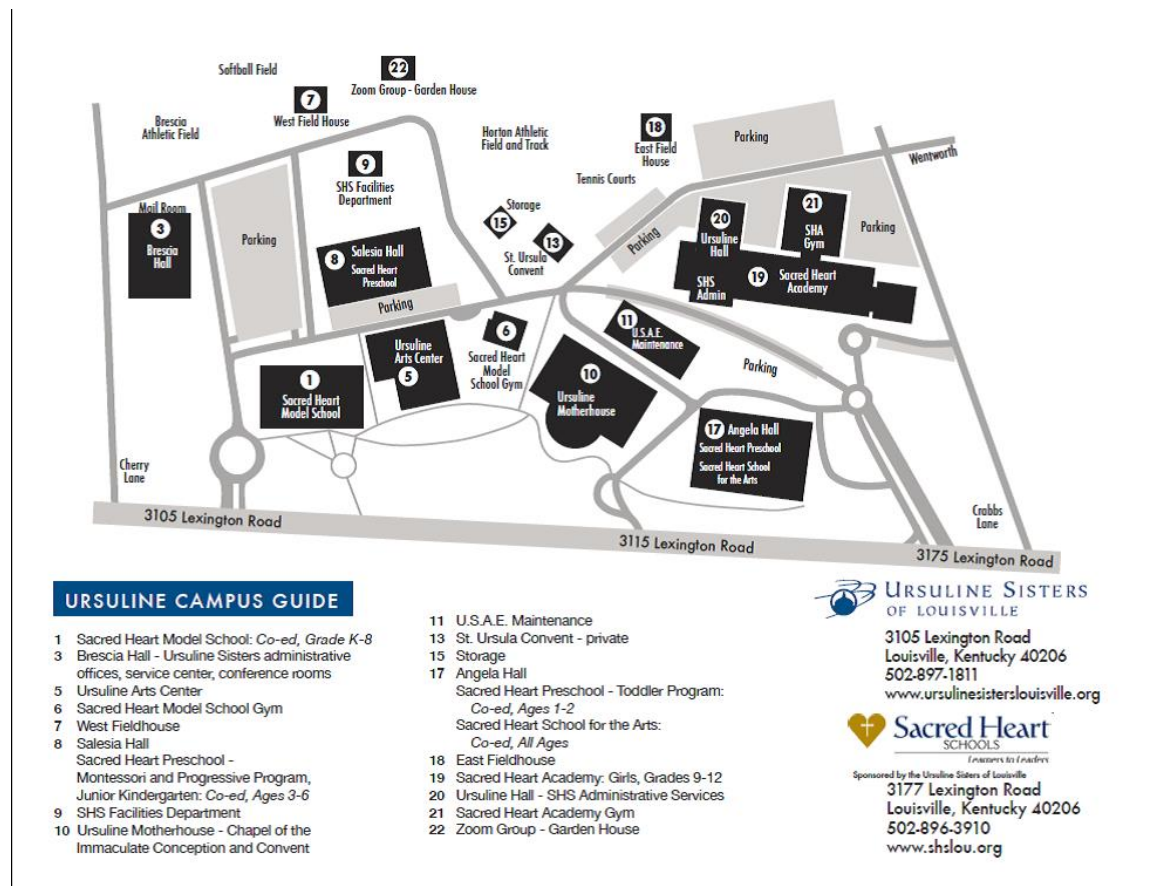 Softball Field
22
Zoom Group - Garden House
7
West Field House
Brescia
Athletic Field
Horton Athletic
Field and Track
18
East Field
House
Parking
Wentworth
9
SHS Facilities
Department
Tennis Courts
Mail Room
3
Brescia
Hall
Parking
Storage
15
13
St. Ursula
Convent
Parking
20
Ursuline
Hall
21
SHA
Gym
Parking
8
Salesia Hall
Sacred Heart
Preschool
Parking
SHS
Admin
19
Sacred Heart
Academy
11
U.S.A.E.
Maintenance
6
Sacred Heart
Model
School Gym
Ursuline
Arts Center
5
1
Sacred Heart
Model School
10
Ursuline
Motherhouse
Parking
17 Angela Hall
Sacred Heart Preschool
Sacred Heart School
for the Arts
Cherry
Lane
Crabbs
Lane
3105 Lexington Road
3115 Lexington Road
3175 Lexington Road
URSULINE CAMPUS GUIDE
1 Sacred Heart Model School: Co-ed, Grade K-8
3 Brescia Hall - Ursuline Sisters administrative
offices, service center, conference rooms
5 Ursuline Arts Center
6 Sacred Heart Model School Gym
7 West Fieldhouse
8 Salesia Hall
Sacred Heart Preschool -
Montessori and Progressive Program,
Junior Kindergarten: Co-ed, Ages 3-6
9 SHS Facilities Department
10 Ursuline Motherhouse - Chapel of the
Immaculate Conception and Convent
11 U.S.A.E. Maintenance
13 St. Ursula Convent - private
15 Storage
17 Angela Hall
Sacred Heart Preschool - Toddler Program:
Co-ed, Ages 1-2
Sacred Heart School for the Arts:
Co-ed, All Ages
18 East Fieldhouse
19 Sacred Heart Academy: Girls, Grades 9-12
20 Ursuline Hall - SHS Administrative Services
21 Sacred Heart Academy Gym
22 Zoom Group - Garden House
URSULINE SISTERS
OF LOUISVILLE
3105 Lexington Road
Louisville, Kentucky 40206
502-897-1811
www.ursulinesisterslouisville.org
Sacred Heart
SCHOOLS
Learners to Leaders
Sponsored by the Ursuline Sisters of Louisville
3177 Lexington Road
Louisville, Kentucky 40206
502-896-3910
www.shslou.org